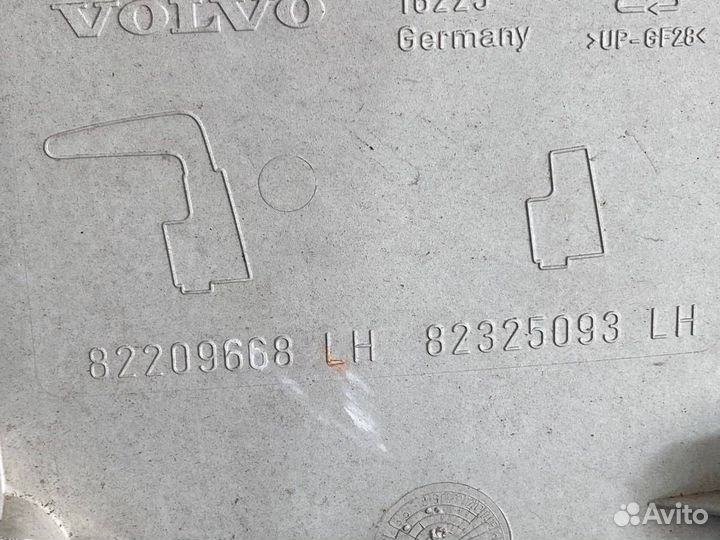 VOLVO
Germany
>UP-GF28<
82209668 LH
82325093 LH
Avito